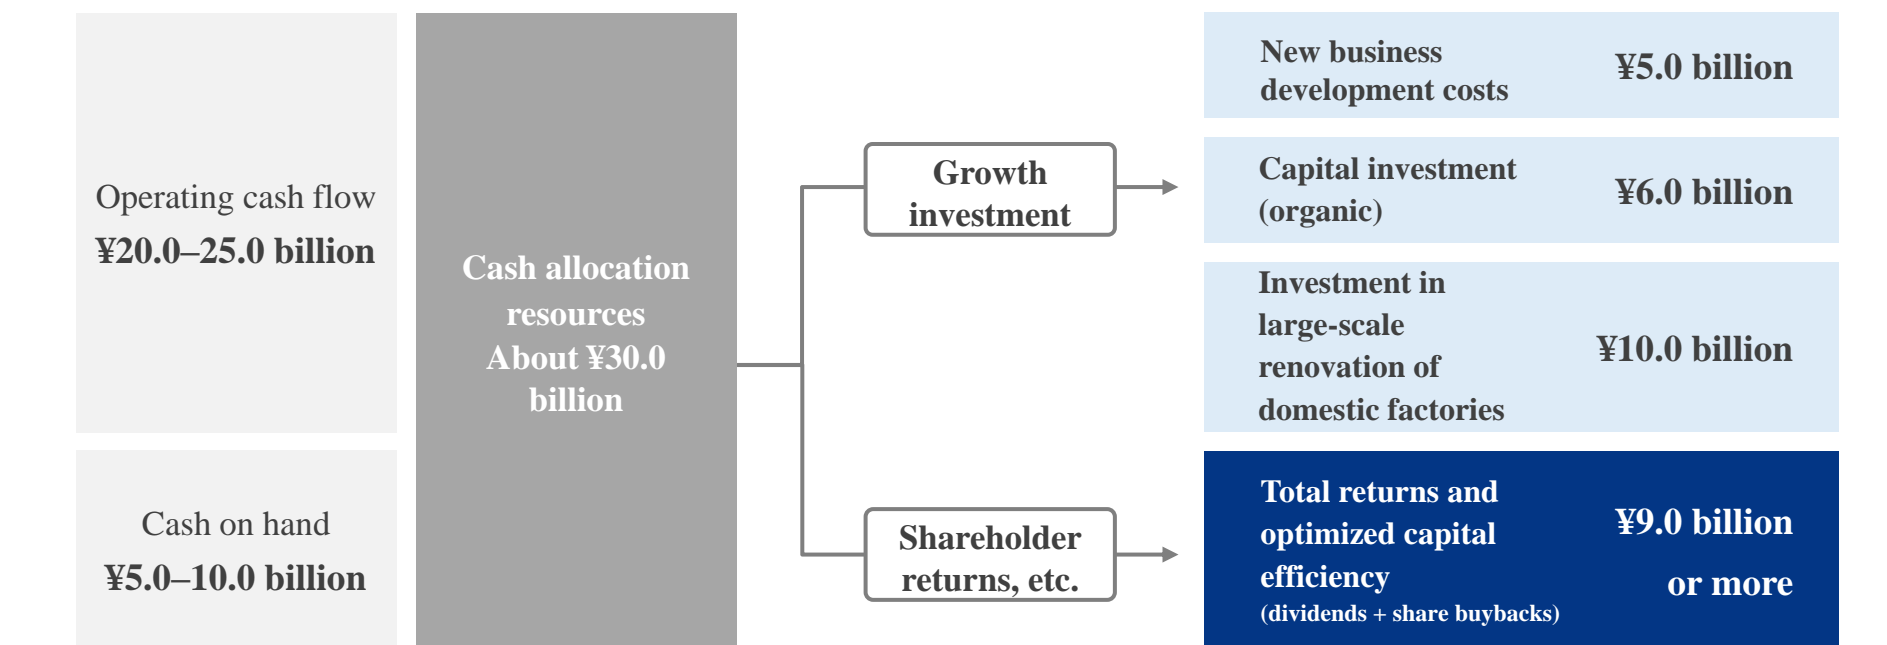 Operating cash flow
¥20.0–25.0 billion
Cash on hand
¥5.0–10.0 billion
Cash allocation
resources
About ¥30.0
billion
Growth
investment
Shareholder
returns, etc.
New business
development costs
¥5.0 billion
Capital investment
(organic)
¥6.0 billion
Investment in
large-scale
renovation of
domestic factories
¥10.0 billion
Total returns and
optimized capital
efficiency
(dividends + share buybacks)
¥9.0 billion
or more